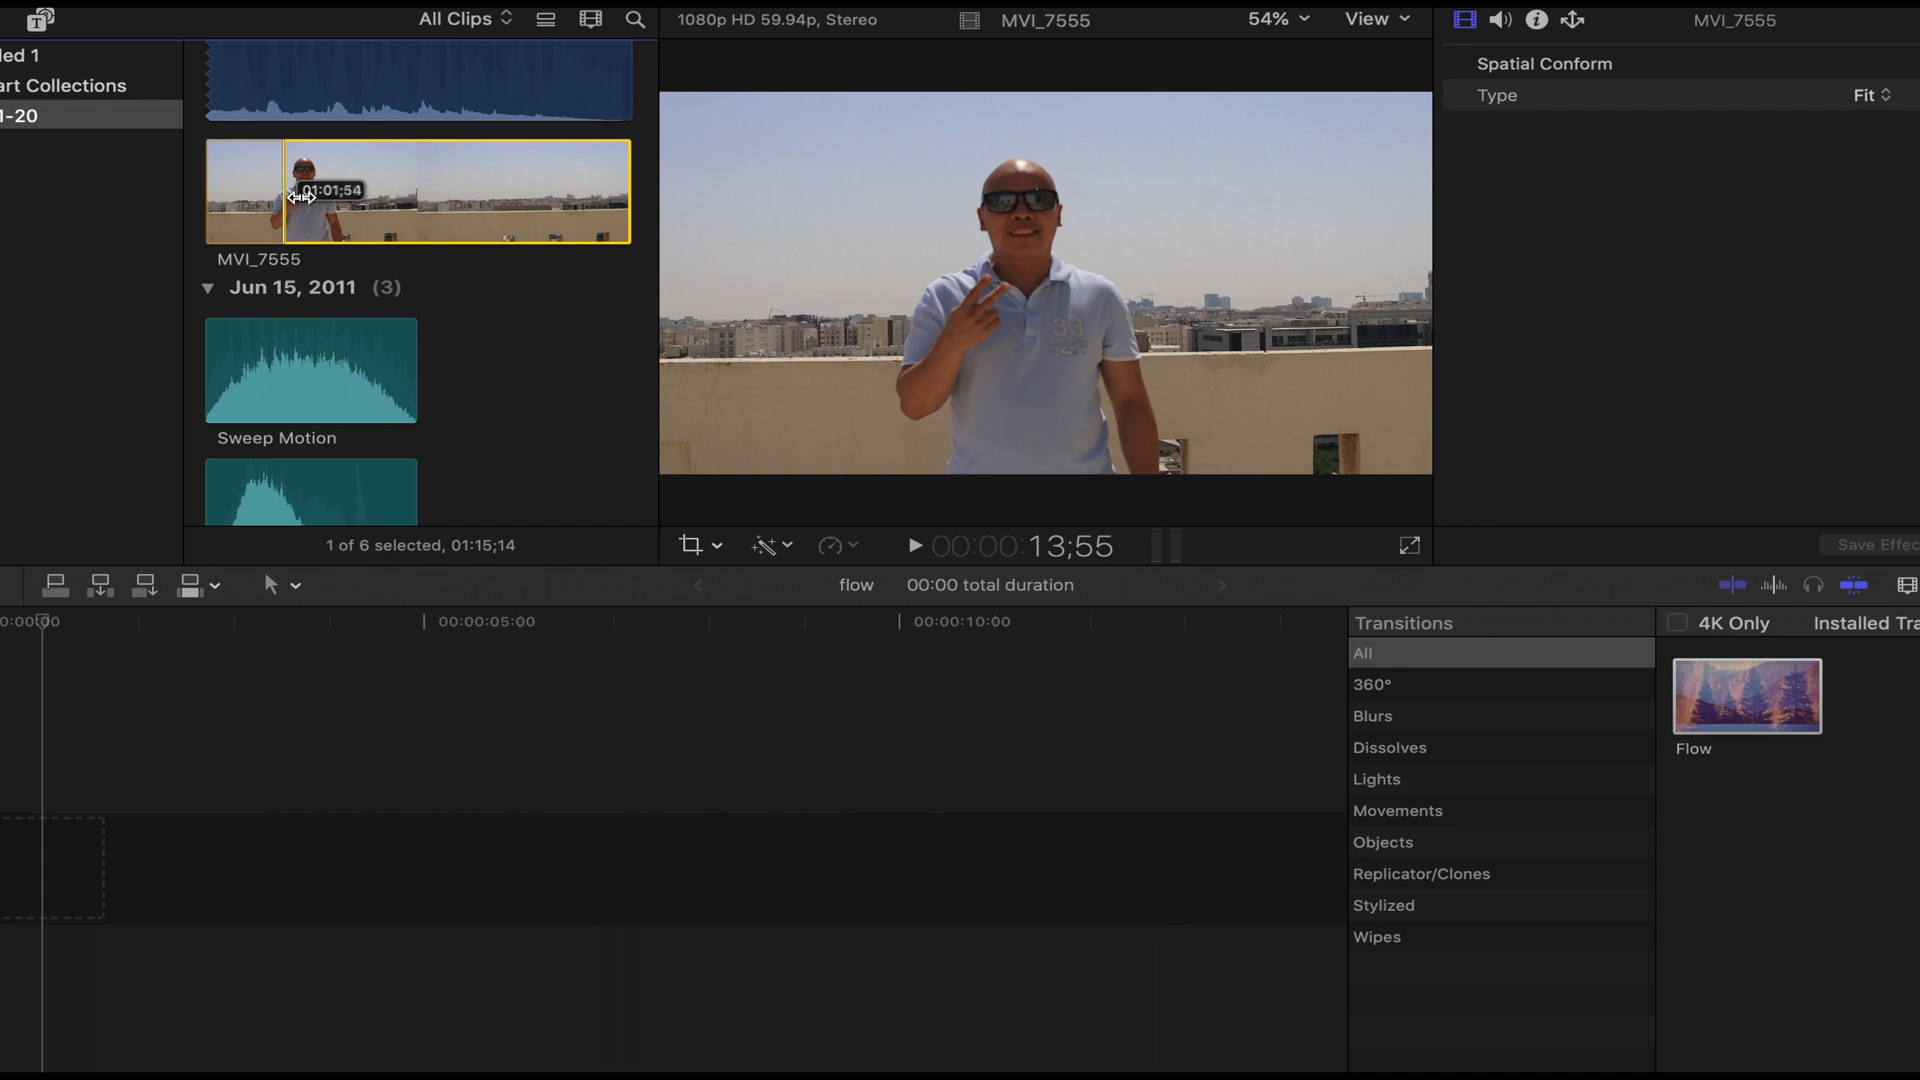 All Clips
1080p HD 59.94p, Stereo
MVI_7555
54%
View
MVI_7555
led 1
art Collections
1-20
01:01;54
MVI_7555
Jun 15, 2011 (3)
Sweep Motion
1 of 6 selected, 01:15;14
33
00:00:13;55
Spatial Conform
Type
Fit
Save Effec
flow
00:00 total duration
0:00:00
00:00:05:00
00:00:10:00
Transitions
All
360°
Blurs
Dissolves
Lights
Movements
Objects
Replicator/Clones
Stylized
Wipes
4K Only
Installed Tra
Flow